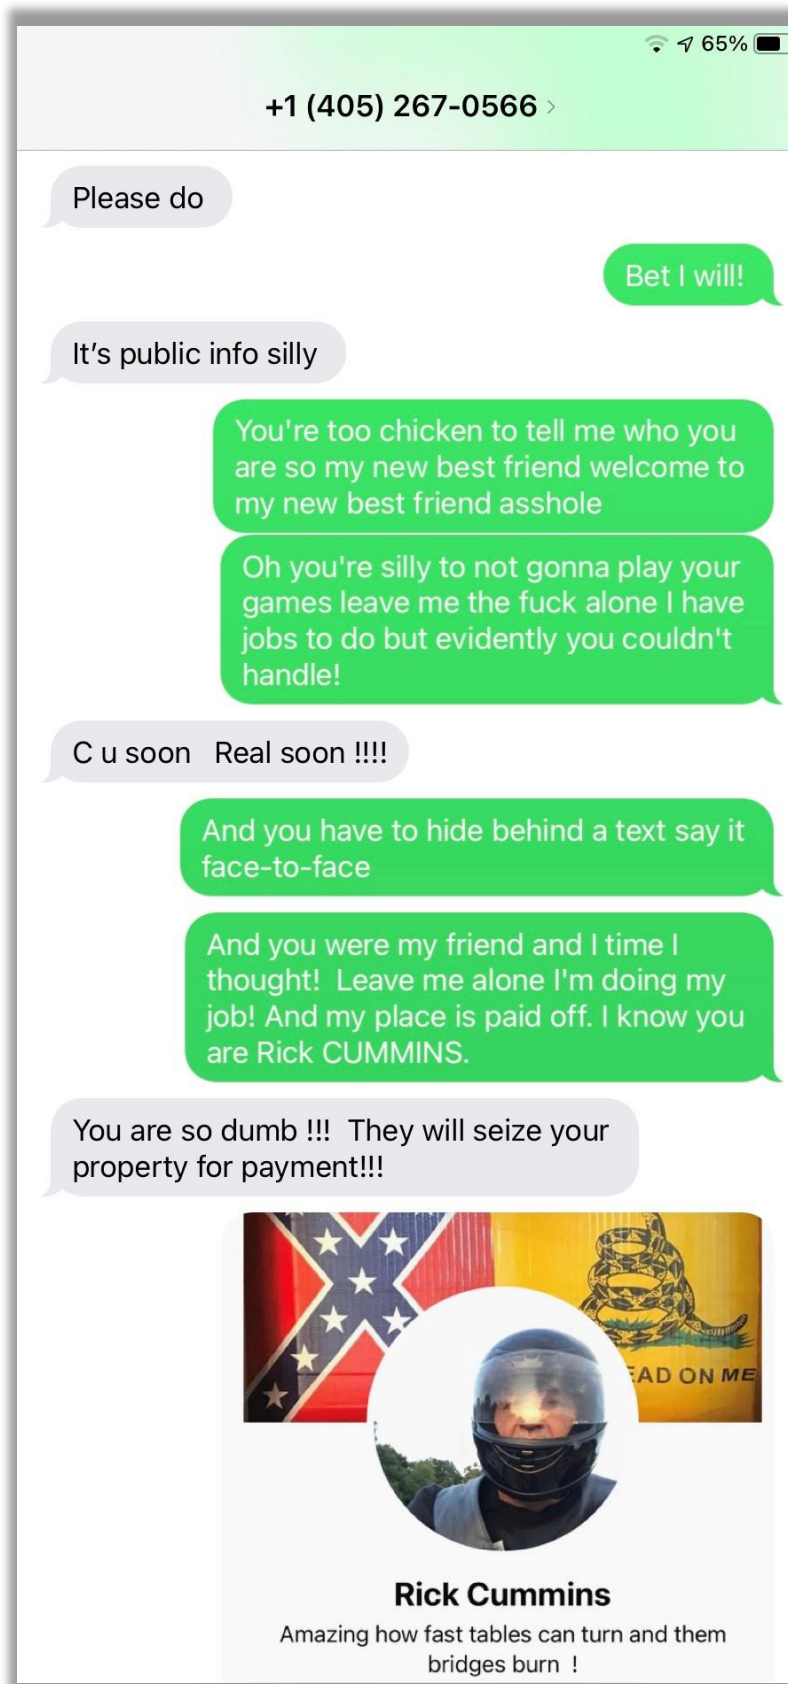 65%
+1 (405) 267-0566 >
Please do
Bet I will!
It's public info silly
You're too chicken to tell me who you
are so my new best friend welcome to
my new best friend asshole
Oh you're silly to not gonna play your
games leave me the fuck alone I have
jobs to do but evidently you couldn't
handle!
C u soon   Real soon !!!!
And you have to hide behind a text say it
face-to-face
And you were my friend and I time I
thought!  Leave me alone I'm doing my
job! And my place is paid off. I know you
are Rick CUMMINS.
You are so dumb !!!  They will seize your
property for payment!!!
EAD ON ME
Rick Cummins
Amazing how fast tables can turn and them
bridges burn  !